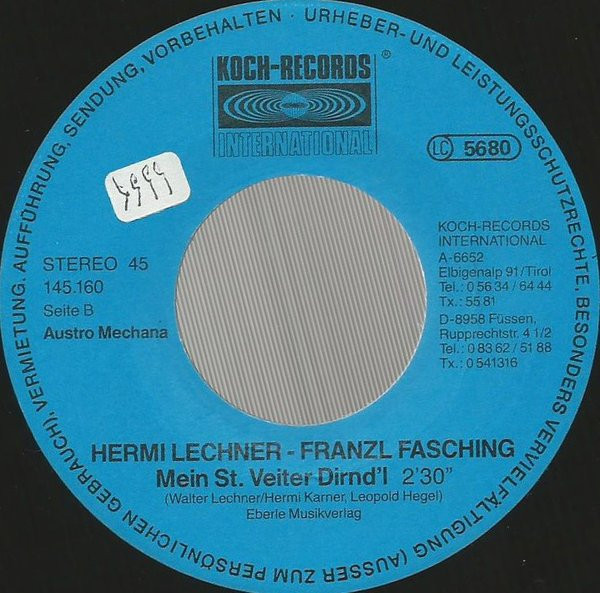 URHEBER- UND LEISTUNGSSCHUTZRECHTE, BESONDERS VERVIELFÄLTIGUNG (AUSSER ZUM PERSÖNLICHEN GEBRAUCH), VERMIETUNG, AUFFÜHRUNG, SENDUNG, VORBEHALTEN ·
KOCH-RECORDS ®
INTERNATIONAL
LC 5680
STEREO 45
145.160
Seite B
Austro Mechana
KOCH-RECORDS
INTERNATIONAL
A-6652
Elbigenalp 91/Tirol
Tel.: 0 56 34 / 64 44
Tx.: 55 81
D-8958 Füssen,
Rupprechtstr. 4 1/2
Tel.: 0 83 62 / 51 88
Tx.: 0 541316
HERMI LECHNER - FRANZL FASCHING
Mein St. Veiter Dirnd'l 2'30"
(Walter Lechner/Hermi Karner, Leopold Hegel)
Eberle Musikverlag